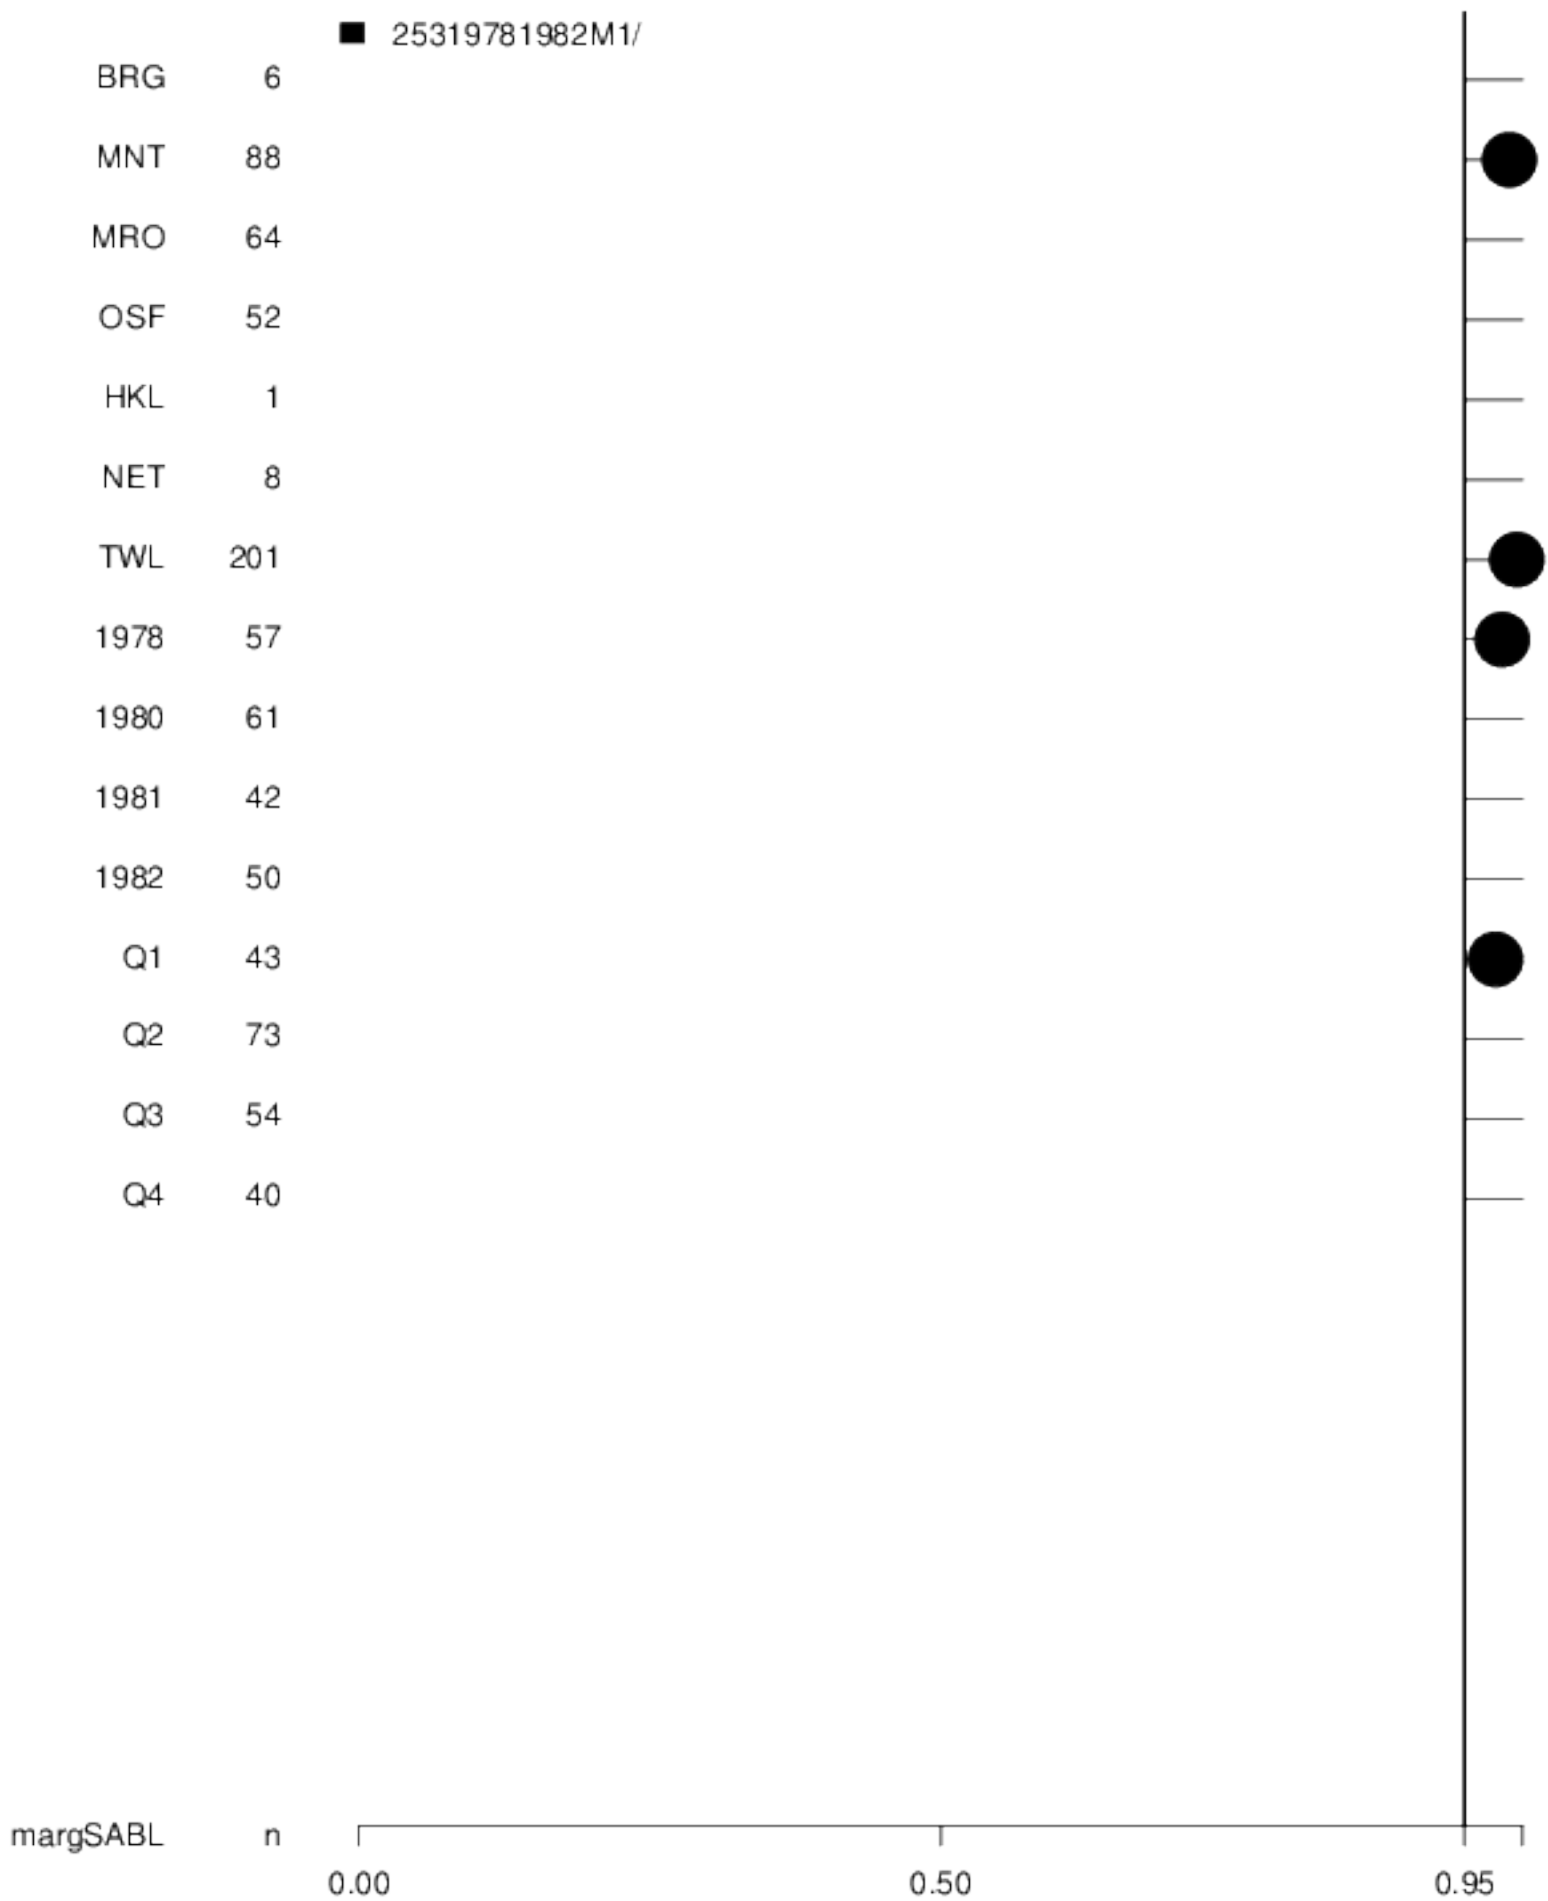 25319781982M1/
BRG 6
MNT 88
MRO 64
OSF 52
HKL 1
NET 8
TWL 201
1978 57
1980 61
1981 42
1982 50
Q1 43
Q2 73
Q3 54
Q4 40
margSABL n
0.00 0.50 0.95